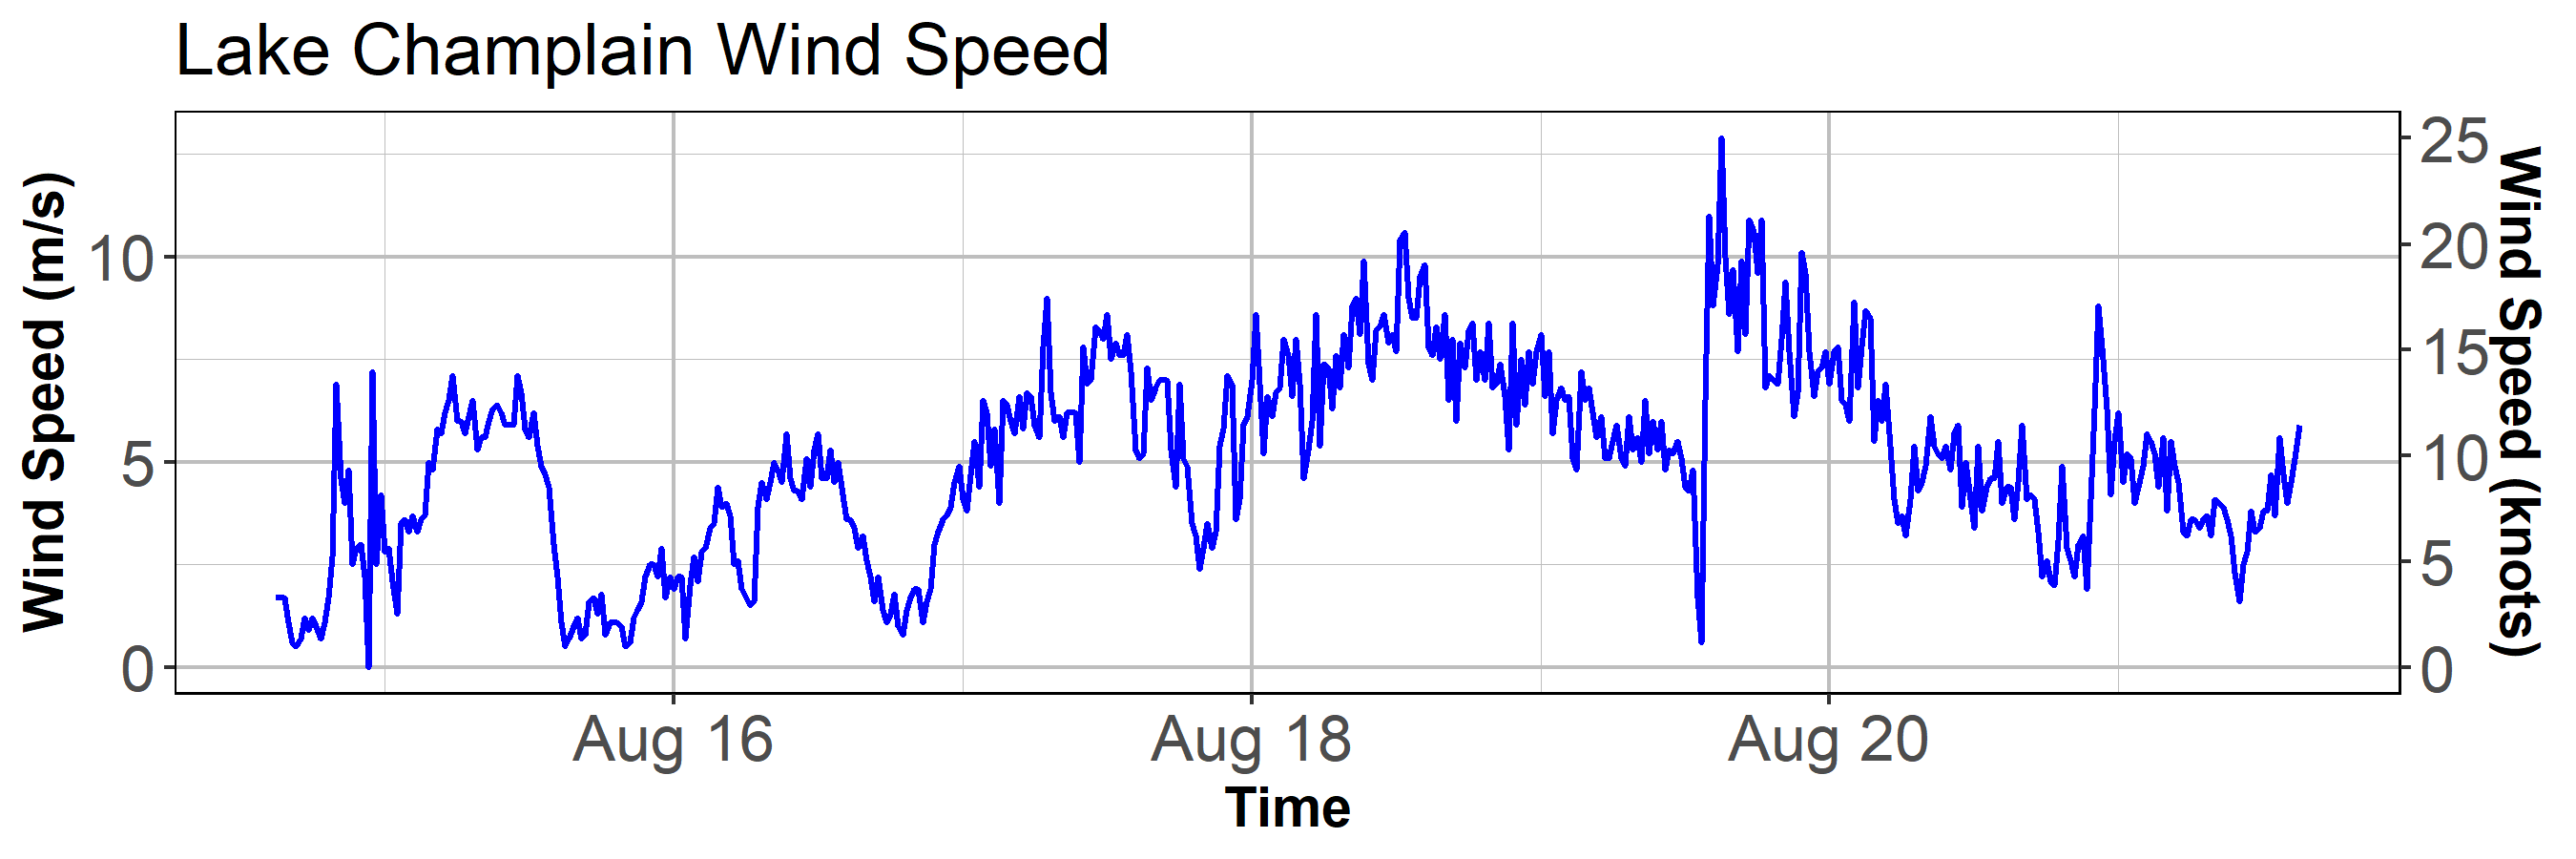 Lake Champlain Wind Speed
Wind Speed (m/s)
10
5
0
25
20
15
10
5
0
Wind Speed (knots)
Aug 16
Aug 18
Aug 20
Time